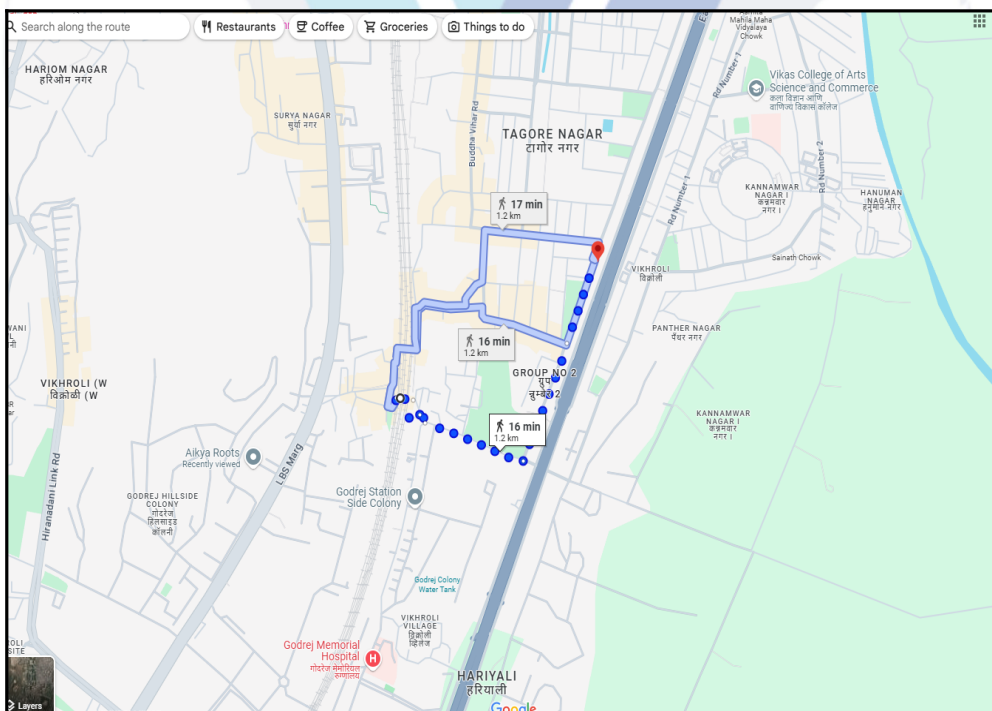 Search along the route
Restaurants
Coffee
Groceries
Things to do
Mahila Maha
Vidyalaya
Chowk
HARIOM NAGAR
हरिओम नगर
SURYA NAGAR
सुर्या नगर
Buddha Vihar Rd
TAGORE NAGAR
टागोर नगर
Rd Number 1
Vikas College of Arts
Science and Commerce
कला विज्ञान आणि
वाणिज्य विकास कॉलेज
Rd Number 2
KANNAMWAR
NAGAR I
कन्नमवार
नगर।
HANUMAN
NAGAR
हनुमान नगर
Rd Number 1
17 min
1.2 km
Sainath Chowk
VIKHROLI
विक्रोली
PANTHER NAGAR
पँथर नगर
16 min
1.2 km
WANI
VIKHROLI (W
विक्रोळी (W
GROUP NO 2
ग्रुप
KANNAMWAR
NAGAR I
कन्नमवार
नगर।
16 min
1.2 km
Aikya Roots
Recently viewed
LBS Marg
Hiranadani Link Rd
Godrej Station
Side Colony
GODREJ HILLSIDE
COLONY
गोदरेज
हिलसाइड
कॉलनी
Godrej Colony
Water Tank
VIKHROLI
VILLAGE
विक्रोली
व्हिलेज
ROLI
SITE
Godrej Memorial
Hospital
गोदरेज मेमोरियल
रुग्णालय
H
HARIYALI
हरियाली
Layers
Google